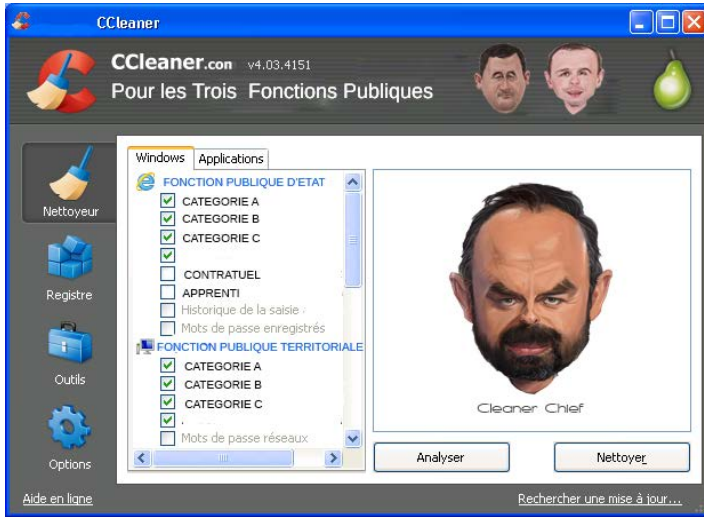 CCleaner
CCleaner.con v4.03.4151
Pour les Trois Fonctions Publiques
Nettoyeur
Registre
Outils
Options
Windows Applications
FONCTION PUBLIQUE D'ETAT
CATEGORIE A
CATEGORIE B
CATEGORIE C
CONTRATUEL
APPRENTI
Historique de la saisie
Mots de passe enregistrés
FONCTION PUBLIQUE TERRITORIALE
CATEGORIE A
CATEGORIE B
CATEGORIE C
Mots de passe réseaux
Cleaner Chief
Analyser Nettoyer
Aide en ligne
Rechercher une mise à jour...